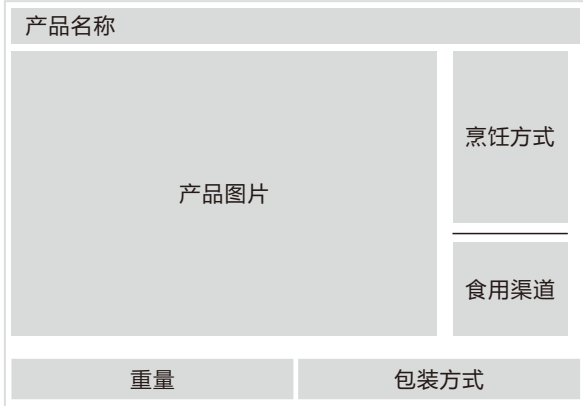 产品名称
产品图片
烹饪方式
食用渠道
重量
包装方式